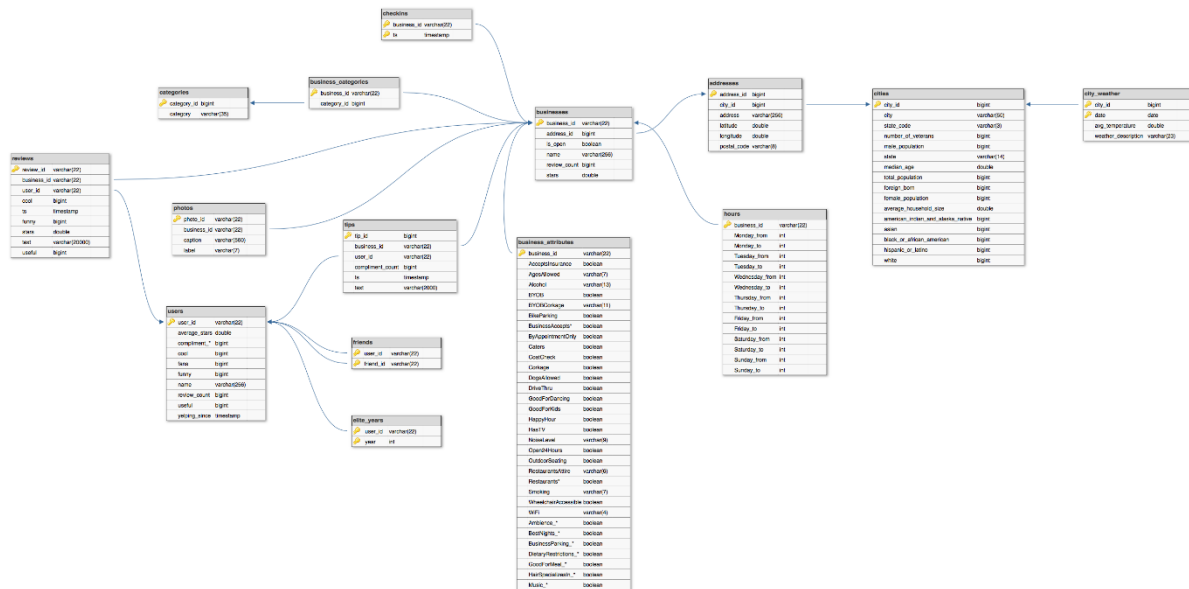 checkins
business_id varchar(22)
ts timestamp
categories
category_id bigint
category varchar(35)
business_categories
business_id varchar(22)
category_id bigint
businesses
business_id varchar(22)
address_id bigint
is_open boolean
name varchar(256)
review_count bigint
stars double
addresses
address_id bigint
city_id bigint
address varchar(256)
latitude double
longitude double
postal_code varchar(8)
cities
city_id bigint
city varchar(50)
state_code varchar(3)
number_of_veterans bigint
male_population bigint
state varchar(14)
median_age double
total_population bigint
foreign_born bigint
female_population bigint
average_household_size double
american_indian_and_alaska_native bigint
asian bigint
black_or_african_american bigint
hispanic_or_latino bigint
white bigint
city_weather
city_id bigint
date date
avg_temperature double
weather_description varchar(23)
reviews
review_id varchar(22)
business_id varchar(22)
user_id varchar(22)
cool bigint
ts timestamp
funny bigint
stars double
text varchar(20000)
useful bigint
photos
photo_id varchar(22)
business_id varchar(22)
caption varchar(560)
label varchar(7)
tips
tip_id bigint
business_id varchar(22)
user_id varchar(22)
compliment_count bigint
ts timestamp
text varchar(2000)
business_attributes
business_id varchar(22)
AcceptsInsurance boolean
AgesAllowed varchar(7)
Alcohol varchar(13)
BYOB boolean
BYOBCorkage varchar(11)
BikeParking boolean
BusinessAccepts* boolean
ByAppointmentOnly boolean
Caters boolean
CoatCheck boolean
Corkage boolean
DogsAllowed boolean
DriveThru boolean
GoodForDancing boolean
GoodForKids boolean
HappyHour boolean
HasTV boolean
NoiseLevel varchar(9)
Open24Hours boolean
OutdoorSeating boolean
RestaurantsAttire varchar(6)
Restaurants* boolean
Smoking varchar(7)
WheelchairAccessible boolean
WiFi varchar(4)
Ambience_* boolean
BestNights_* boolean
BusinessParking_* boolean
DietaryRestrictions_* boolean
GoodForMeal_* boolean
HairSpecializesIn_* boolean
Music_* boolean
hours
business_id varchar(22)
Monday_from int
Monday_to int
Tuesday_from int
Tuesday_to int
Wednesday_from int
Wednesday_to int
Thursday_from int
Thursday_to int
Friday_from int
Friday_to int
Saturday_from int
Saturday_to int
Sunday_from int
Sunday_to int
users
user_id varchar(22)
average_stars double
compliment_* bigint
cool bigint
fans bigint
funny bigint
name varchar(256)
review_count bigint
useful bigint
yelping_since timestamp
friends
user_id varchar(22)
friend_id varchar(22)
elite_years
user_id varchar(22)
year int